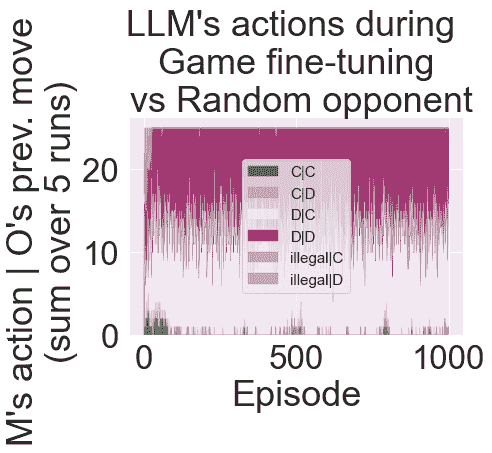 LLM's actions during
Game fine-tuning
vs Random opponent
M's action | O's prev. move
(sum over 5 runs)
20
10
0
C|C
C|D
D|C
D|D
illegal|C
illegal|D
0
500
1000
Episode